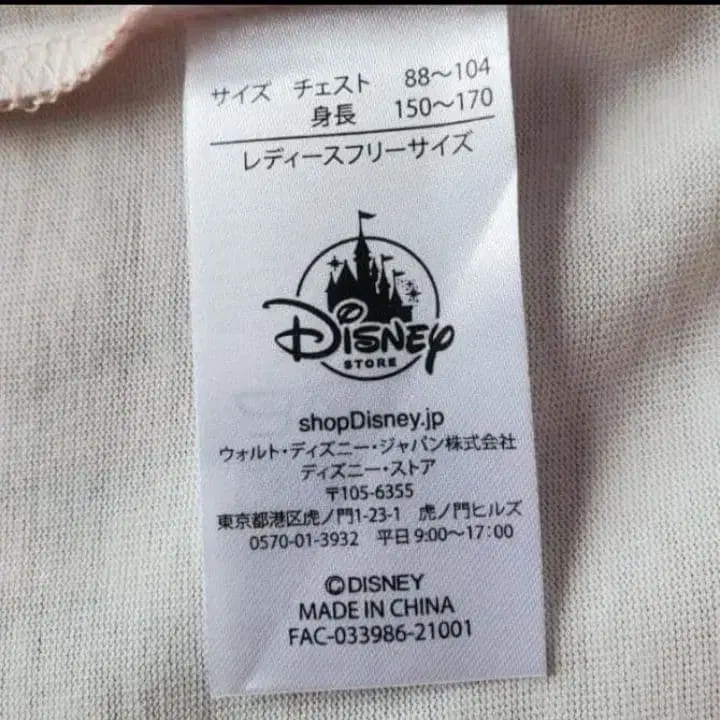 サイズ チェスト 88～104
身長 150～170
レディースフリーサイズ
Disney
STORE
shopDisney.jp
ウォルト・ディズニー・ジャパン株式会社
ディズニー・ストア
〒105-6355
東京都港区虎ノ門1-23-1 虎ノ門ヒルズ
0570-01-3932 平日 9:00～17:00
©DISNEY
MADE IN CHINA
FAC-033986-21001